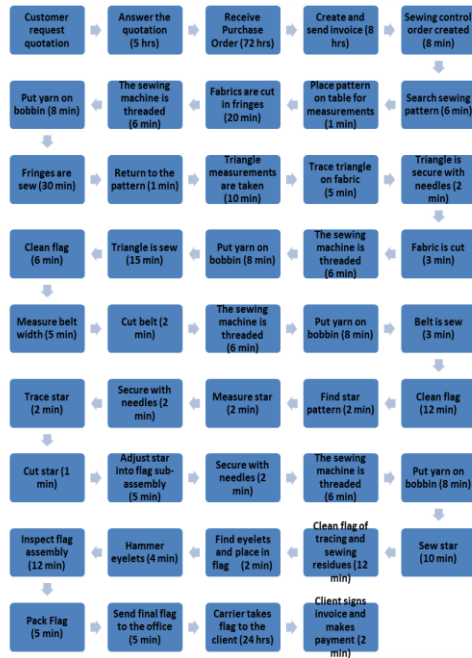 Customer
request
quotation
Answer the
quotation
(5 hrs)
Receive
Purchase
Order (72 hrs)
Create and
send invoice (8
hrs)
Sewing control
order created
(8 min)
Search sewing
pattern (6 min)
Place pattern
on table for
measurements
(1 min)
Fabrics are cut
in fringes
(20 min)
The sewing
machine is
threaded
(6 min)
Put yarn on
bobbin (8 min)
Fringes are
sew (30 min)
Return to the
pattern (1 min)
Triangle
measurements
are taken
(10 min)
Trace triangle
on fabric
(5 min)
Triangle is
secure with
needles (2
min)
Fabric is cut
(3 min)
The sewing
machine is
threaded
(6 min)
Put yarn on
bobbin (8 min)
Triangle is sew
(15 min)
Clean flag
(6 min)
Measure belt
width (5 min)
Cut belt (2
min)
The sewing
machine is
threaded
(6 min)
Put yarn on
bobbin (8 min)
Belt is sew
(3 min)
Clean flag
(12 min)
Find star
pattern (2 min)
Measure star
(2 min)
Secure with
needles (2
min)
Trace star
(2 min)
Cut star (1
min)
Adjust star
into flag sub-
assembly
(5 min)
Secure with
needles (2
min)
The sewing
machine is
threaded
(6 min)
Put yarn on
bobbin (8 min)
Sew star
(10 min)
Clean flag of
tracing and
sewing
residues (12
min)
Find eyelets
and place in
flag (2 min)
Hammer
eyelets (4 min)
Inspect flag
assembly
(12 min)
Pack Flag
(5 min)
Send final flag
to the office
(5 min)
Carrier takes
flag to the
client (24 hrs)
Client signs
invoice and
makes
payment (2
min)